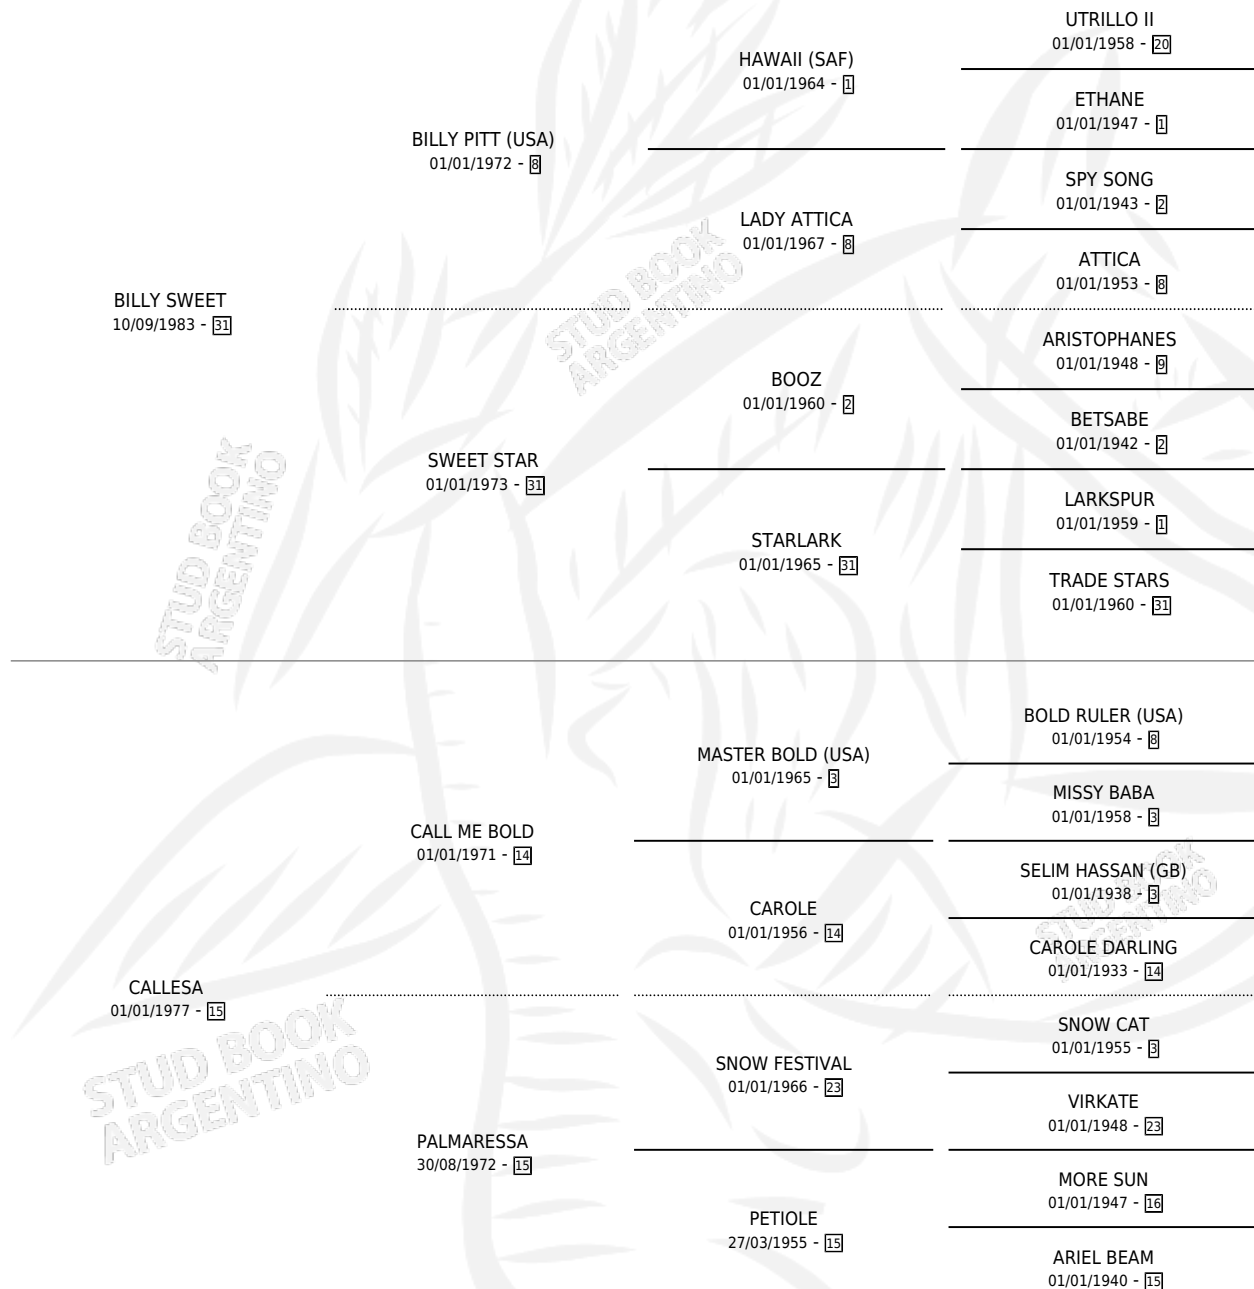 UTRILLO II
01/01/1958 - 20
HAWAII (SAF)
01/01/1964 - 1
ETHANE
01/01/1947 - 1
BILLY PITT (USA)
01/01/1972 - 8
SPY SONG
01/01/1943 - 2
LADY ATTICA
01/01/1967 - 8
ATTICA
01/01/1953 - 8
BILLY SWEET
10/09/1983 - 31
STUD BOOK
ARGENTINO
ARISTOPHANES
01/01/1948 - 9
BOOZ
01/01/1960 - 2
BETSABE
01/01/1942 - 2
SWEET STAR
01/01/1973 - 31
LARKSPUR
01/01/1959 - 1
STARLARK
01/01/1965 - 31
TRADE STARS
01/01/1960 - 31
STUD BOOK
ARGENTINO
BOLD RULER (USA)
01/01/1954 - 8
MASTER BOLD (USA)
01/01/1965 - 3
MISSY BABA
01/01/1958 - 3
CALL ME BOLD
01/01/1971 - 14
SELIM HASSAN (GB)
01/01/1938 - 3
CAROLE
01/01/1956 - 14
CAROLE DARLING
01/01/1933 - 14
STUD BOOK
ARGENTINO
CALLESA
01/01/1977 - 15
SNOW CAT
01/01/1955 - 3
SNOW FESTIVAL
01/01/1966 - 23
VIRKATE
01/01/1948 - 23
STUD BOOK
ARGENTINO
PALMARESSA
30/08/1972 - 15
MORE SUN
01/01/1947 - 16
PETIOLE
27/03/1955 - 15
ARIEL BEAM
01/01/1940 - 15